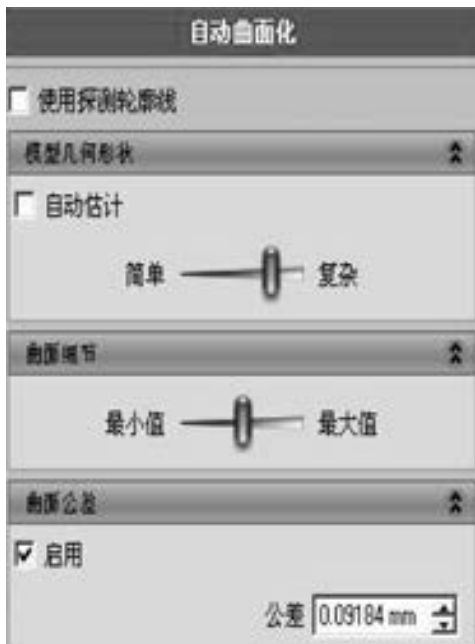 自动曲面化
使用探测轮廓线
模型几何形状
自动估计
简单 复杂
曲面细节
最小值 最大值
曲面公差
启用
公差 0.09184 mm